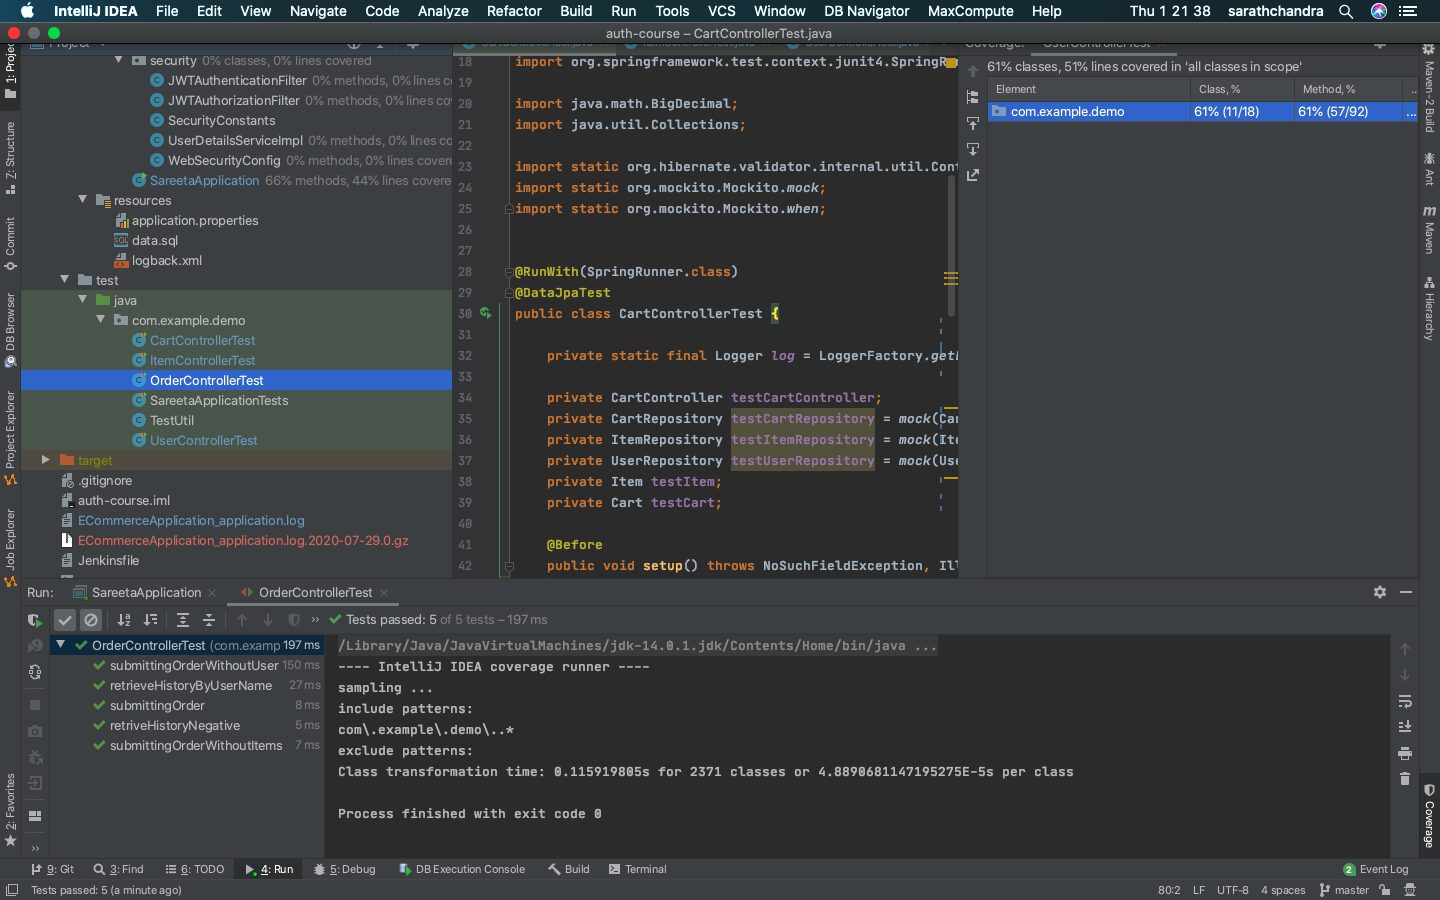 IntelliJ IDEA File Edit View Navigate Code Analyze Refactor Build Run Tools VCS Window DB Navigator MaxCompute Help Thu 1 21 38 sarathchandra
auth-course – CartControllerTest.java
1: Project
Z: Structure
Commit
DB Browser
Project Explorer
Job Explorer
2: Favorites
security 0% classes, 0% lines covered
JWTAuthenticationFilter 0% methods, 0% lines co
JWTAuthorizationFilter 0% methods, 0% lines cov
SecurityConstants
UserDetailsServiceImpl 0% methods, 0% lines cov
WebSecurityConfig 0% methods, 0% lines covere
SareetaApplication 66% methods, 44% lines covere
resources
application.properties
data.sql
logback.xml
test
java
com.example.demo
CartControllerTest
ItemControllerTest
OrderControllerTest
SareetaApplicationTests
TestUtil
UserControllerTest
target
.gitignore
auth-course.iml
ECommerceApplication_application.log
ECommerceApplication_application.log.2020-07-29.0.gz
Jenkinsfile
18 import org.springframework.test.context.junit4.SpringRun
19
20 import java.math.BigDecimal;
21 import java.util.Collections;
22
23 import static org.hibernate.validator.internal.util.Cont
24 import static org.mockito.Mockito.mock;
25 import static org.mockito.Mockito.when;
26
27
28 @RunWith(SpringRunner.class)
29 @DataJpaTest
30 public class CartControllerTest {
31
32 private static final Logger log = LoggerFactory.getL
33
34 private CartController testCartController;
35 private CartRepository testCartRepository = mock(Car
36 private ItemRepository testItemRepository = mock(Ite
37 private UserRepository testUserRepository = mock(Use
38 private Item testItem;
39 private Cart testCart;
40
41 @Before
42 public void setup() throws NoSuchFieldException, Ill
61% classes, 51% lines covered in 'all classes in scope'
Element Class, % Method, % ..
com.example.demo 61% (11/18) 61% (57/92) ...
Maven-2 Build
Ant
Maven
Hierarchy
Coverage
Run: SareetaApplication OrderControllerTest
Tests passed: 5 of 5 tests – 197 ms
OrderControllerTest (com.examp 197 ms
submittingOrderWithoutUser 150 ms
retrieveHistoryByUserName 27 ms
submittingOrder 8 ms
retriveHistoryNegative 5 ms
submittingOrderWithoutItems 7 ms
/Library/Java/JavaVirtualMachines/jdk-14.0.1.jdk/Contents/Home/bin/java ...
---- IntelliJ IDEA coverage runner ----
sampling ...
include patterns:
com\.example\.demo\..*
exclude patterns:
Class transformation time: 0.115919805s for 2371 classes or 4.8890681147195275E-5s per class
Process finished with exit code 0
9: Git 3: Find 6: TODO 4: Run 5: Debug DB Execution Console Build Terminal 2 Event Log
Tests passed: 5 (a minute ago) 80:2 LF UTF-8 4 spaces master